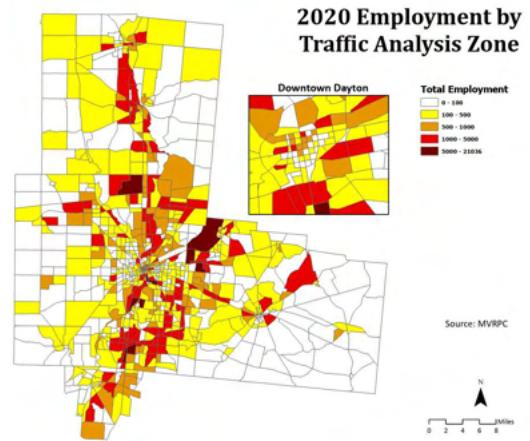 2020 Employment by
Traffic Analysis Zone
Downtown Dayton
Total Employment
0 - 100
100 - 500
500 - 1000
1000 - 5000
5000 - 21036
Source: MVRPC
N
Miles
0 2 4 6 8